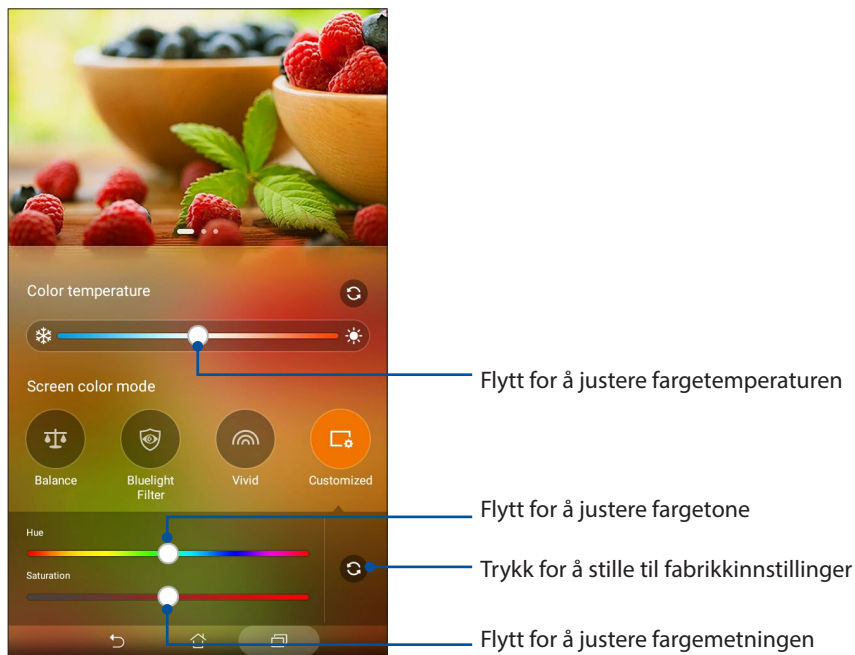 Color temperature
Flytt for å justere fargetemperaturen
Screen color mode
Balance
Bluelight
Filter
Vivid
Customized
Hue
Flytt for å justere fargetone
Trykk for å stille til fabrikkinnstillinger
Saturation
Flytt for å justere fargemetningen